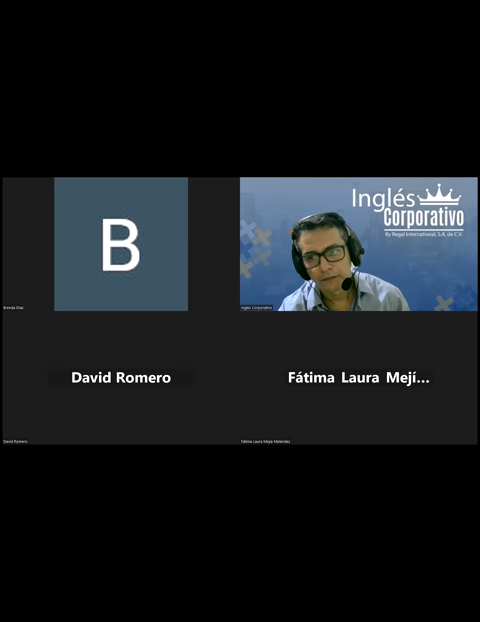 B
Brenda Diaz
Inglés
Corporativo
By Regal International, S.A. de C.V.
Inglés Corporativo
David Romero
David Romero
Fátima Laura Mejí...
Fátima Laura Mejía Meléndez